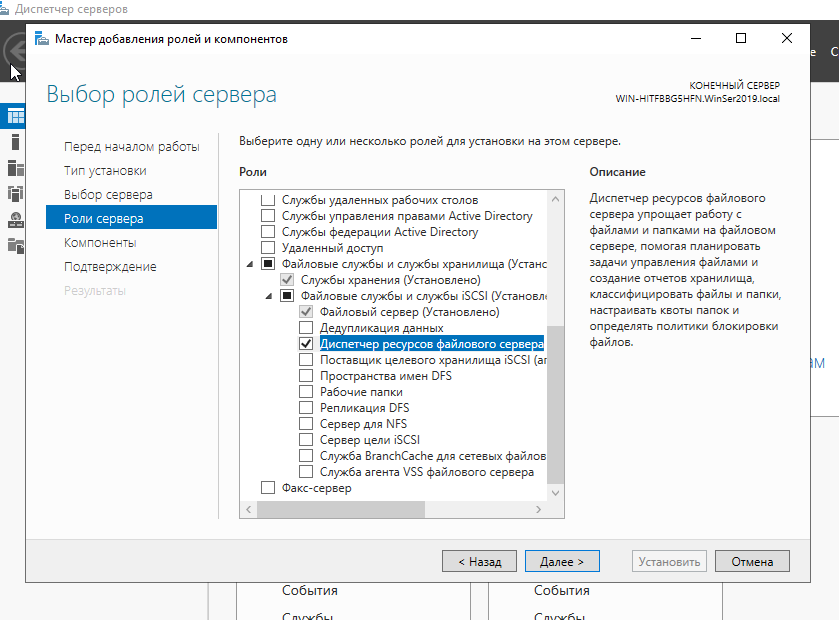 Диспетчер серверов
Мастер добавления ролей и компонентов
Выбор ролей сервера
КОНЕЧНЫЙ СЕРВЕР
WIN-HITFBBG5HFN.WinSer2019.local
Перед началом работы
Тип установки
Выбор сервера
Роли сервера
Компоненты
Подтверждение
Результаты
Выберите одну или несколько ролей для установки на этом сервере.
Роли
Службы удаленных рабочих столов
Службы управления правами Active Directory
Службы федерации Active Directory
Удаленный доступ
Файловые службы и службы хранилища (Устано
Службы хранения (Установлено)
Файловые службы и службы iSCSI (Установле
Файловый сервер (Установлено)
Дедупликация данных
Диспетчер ресурсов файлового сервера
Поставщик целевого хранилища iSCSI (ап
Пространства имен DFS
Рабочие папки
Репликация DFS
Сервер для NFS
Сервер цели iSCSI
Служба BranchCache для сетевых файлов
Служба агента VSS файлового сервера
Факс-сервер
Описание
Диспетчер ресурсов файлового
сервера упрощает работу с
файлами и папками на файловом
сервере, помогая планировать
задачи управления файлами и
создание отчетов хранилища,
классифицировать файлы и папки,
настраивать квоты папок и
определять политики блокировки
файлов.
< Назад
Далее >
Установить
Отмена
События
События
Службы
Службы